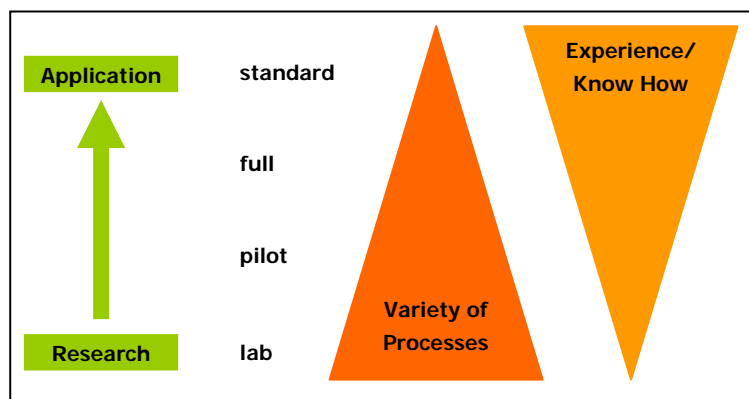 Application
standard
Experience/
Know How
full
pilot
Variety of
Processes
Research
lab